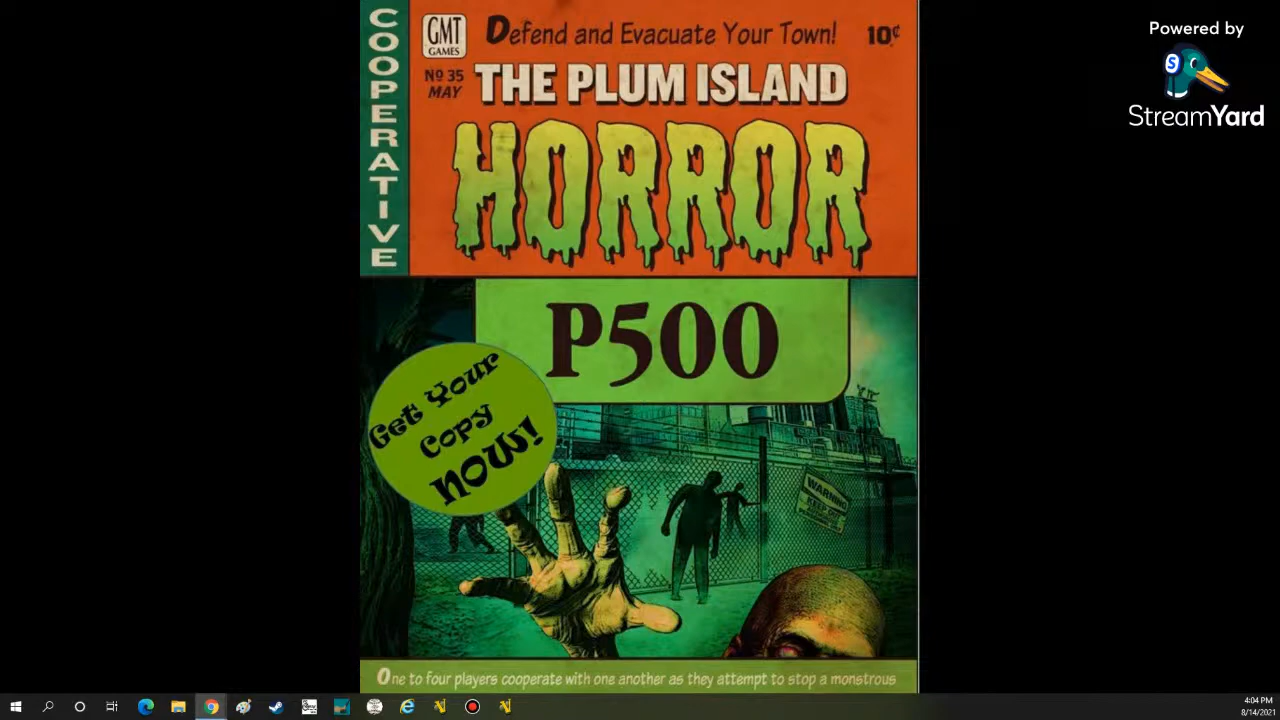 COOPERATIVE
GMT
GAMES
Defend and Evacuate Your Town!
10¢
Nº 35
MAY
THE PLUM ISLAND
HORROR
P500
Get Your
Copy
NOW!
WARNING
One to four players cooperate with one another as they attempt to stop a monstrous
Powered by
S
StreamYard
4:04 PM
8/14/2021